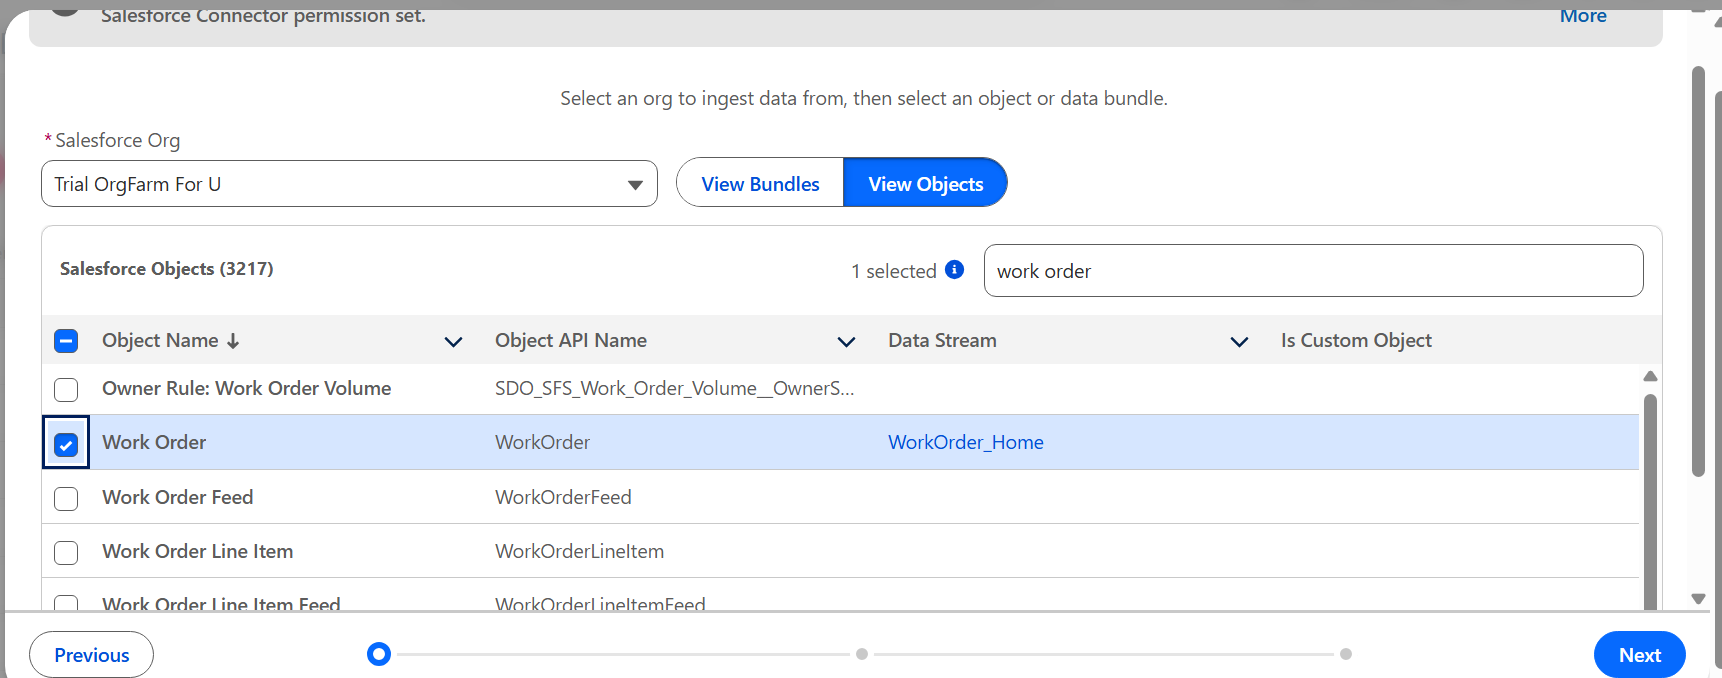 Salesforce Connector permission set.
More
Select an org to ingest data from, then select an object or data bundle.
* Salesforce Org
Trial OrgFarm For U
View Bundles
View Objects
Salesforce Objects (3217)
1 selected
work order
Object Name
Object API Name
Data Stream
Is Custom Object
Owner Rule: Work Order Volume
SDO_SFS_Work_Order_Volume__OwnerS...
Work Order
WorkOrder
WorkOrder_Home
Work Order Feed
WorkOrderFeed
Work Order Line Item
WorkOrderLineItem
Work Order Line Item Feed
WorkOrderLineItemFeed
Previous
Next